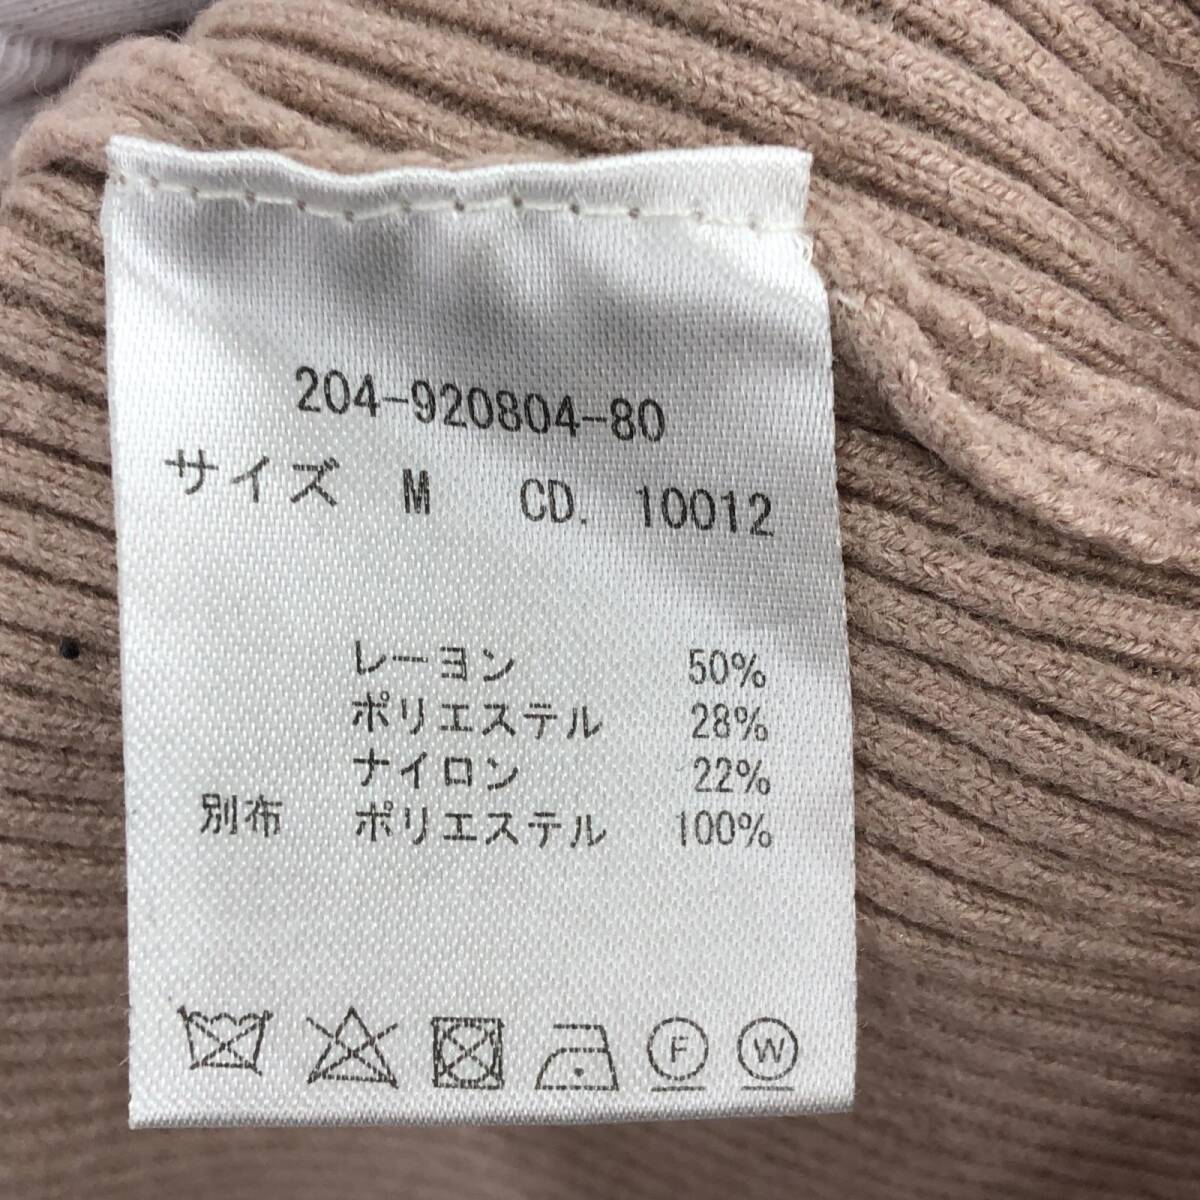 204-920804-80
サイズ M CD. 10012
レーヨン 50%
ポリエステル 28%
ナイロン 22%
別布 ポリエステル 100%
F W